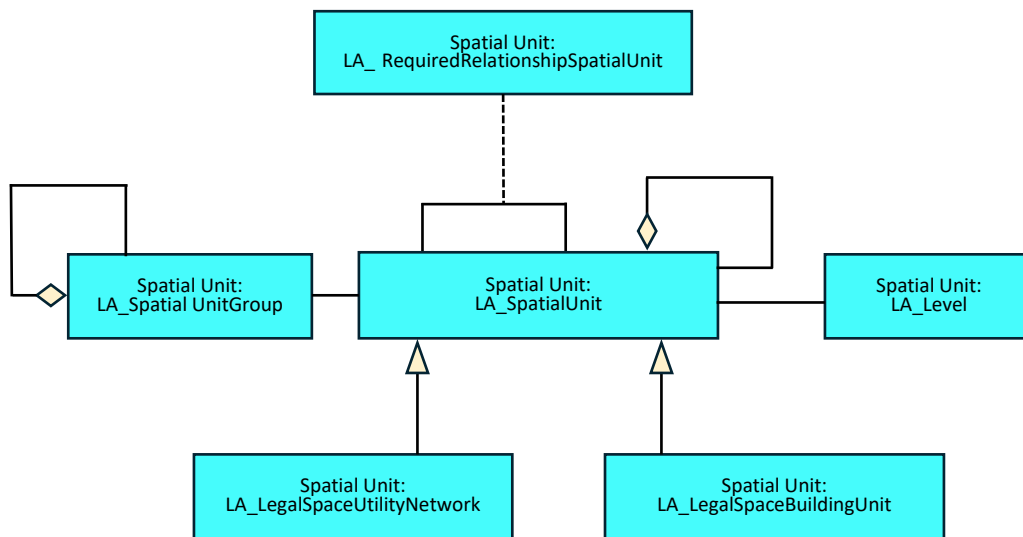 Spatial Unit:
LA_ RequiredRelationshipSpatialUnit
Spatial Unit:
LA_Spatial UnitGroup
Spatial Unit:
LA_SpatialUnit
Spatial Unit:
LA_Level
Spatial Unit:
LA_LegalSpaceUtilityNetwork
Spatial Unit:
LA_LegalSpaceBuildingUnit